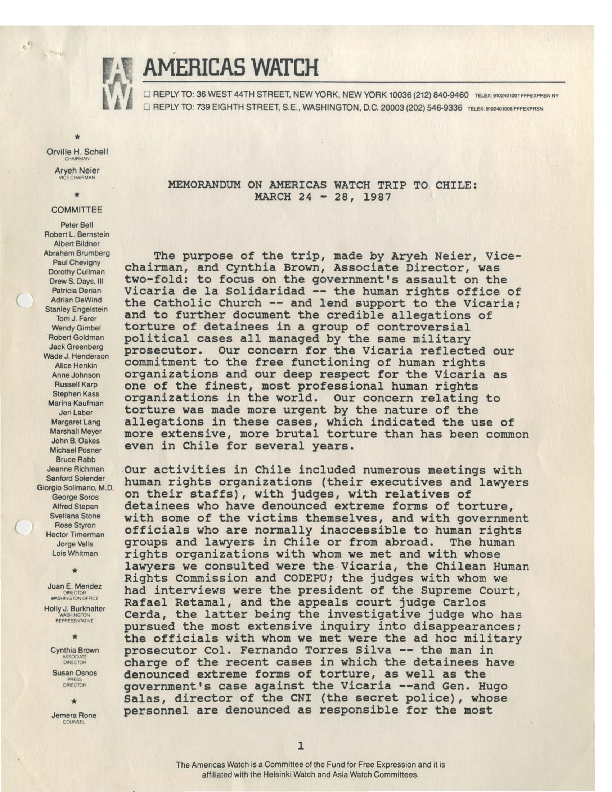 AW
AMERICAS WATCH
☐ REPLY TO: 36 WEST 44TH STREET, NEW YORK, NEW YORK 10036 (212) 840-9460 TELEX: 9102401007 FFFEXPRSN NY
☐ REPLY TO: 739 EIGHTH STREET, S.E., WASHINGTON, D.C. 20003 (202) 546-9336 TELEX: 9102401008 FFFEXPRSN
Orville H. Schell
CHAIRMAN
Aryeh Neier
VICE CHAIRMAN
COMMITTEE
Peter Bell
Robert L. Bernstein
Albert Bildner
Abraham Brumberg
Paul Chevigny
Dorothy Cullman
Drew S. Days, III
Patricia Derian
Adrian DeWind
Stanley Engelstein
Tom J. Farer
Wendy Gimbel
Robert Goldman
Jack Greenberg
Wade J. Henderson
Alice Henkin
Anne Johnson
Russell Karp
Stephen Kass
Marina Kaufman
Jeri Laber
Margaret Lang
Marshall Meyer
John B. Oakes
Michael Posner
Bruce Rabb
Jeanne Richman
Sanford Solender
Giorgio Solimano, M.D.
George Soros
Alfred Stepan
Svetlana Stone
Rose Styron
Hector Timerman
Jorge Valls
Lois Whitman
Juan E. Mendez
DIRECTOR
WASHINGTON OFFICE
Holly J. Burkhalter
WASHINGTON
REPRESENTATIVE
Cynthia Brown
ASSOCIATE
DIRECTOR
Susan Osnos
PRESS
DIRECTOR
Jemera Rone
COUNSEL
MEMORANDUM ON AMERICAS WATCH TRIP TO CHILE:
MARCH 24 - 28, 1987
The purpose of the trip, made by Aryeh Neier, Vice-
chairman, and Cynthia Brown, Associate Director, was
two-fold: to focus on the government's assault on the
Vicaria de la Solidaridad -- the human rights office of
the Catholic Church -- and lend support to the Vicaria;
and to further document the credible allegations of
torture of detainees in a group of controversial
political cases all managed by the same military
prosecutor. Our concern for the Vicaria reflected our
commitment to the free functioning of human rights
organizations and our deep respect for the Vicaria as
one of the finest, most professional human rights
organizations in the world. Our concern relating to
torture was made more urgent by the nature of the
allegations in these cases, which indicated the use of
more extensive, more brutal torture than has been common
even in Chile for several years.
Our activities in Chile included numerous meetings with
human rights organizations (their executives and lawyers
on their staffs), with judges, with relatives of
detainees who have denounced extreme forms of torture,
with some of the victims themselves, and with government
officials who are normally inaccessible to human rights
groups and lawyers in Chile or from abroad. The human
rights organizations with whom we met and with whose
lawyers we consulted were the Vicaria, the Chilean Human
Rights Commission and CODEPU; the judges with whom we
had interviews were the president of the Supreme Court,
Rafael Retamal, and the appeals court judge Carlos
Cerda, the latter being the investigative judge who has
pursued the most extensive inquiry into disappearances;
the officials with whom we met were the ad hoc military
prosecutor Col. Fernando Torres Silva -- the man in
charge of the recent cases in which the detainees have
denounced extreme forms of torture, as well as the
government's case against the Vicaria --and Gen. Hugo
Salas, director of the CNI (the secret police), whose
personnel are denounced as responsible for the most
1
The Americas Watch is a Committee of the Fund for Free Expression and it is
affiliated with the Helsinki Watch and Asia Watch Committees.